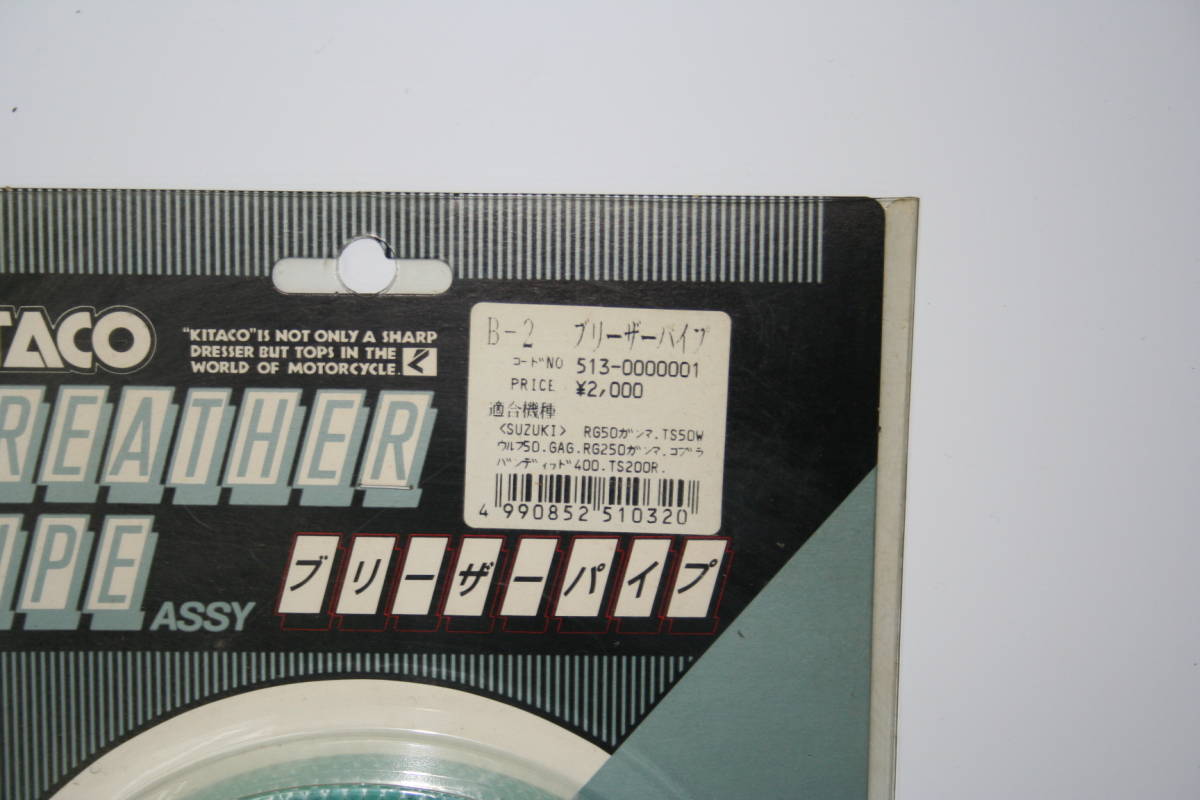 ITACO
"KITACO" IS NOT ONLY A SHARP
DRESSER BUT TOPS IN THE
WORLD OF MOTORCYCLE.
REATHER
IPE ASSY
ブリーザーパイプ
B-2 ブリーザーパイプ
コードNO 513-0000001
PRICE ¥2,000
適合機種
<SUZUKI> RG50ガンマ.TS50W
ウルフ50.GAG.RG250ガンマ.コブラ
バンディッド400.TS200R.
4 990852 510320